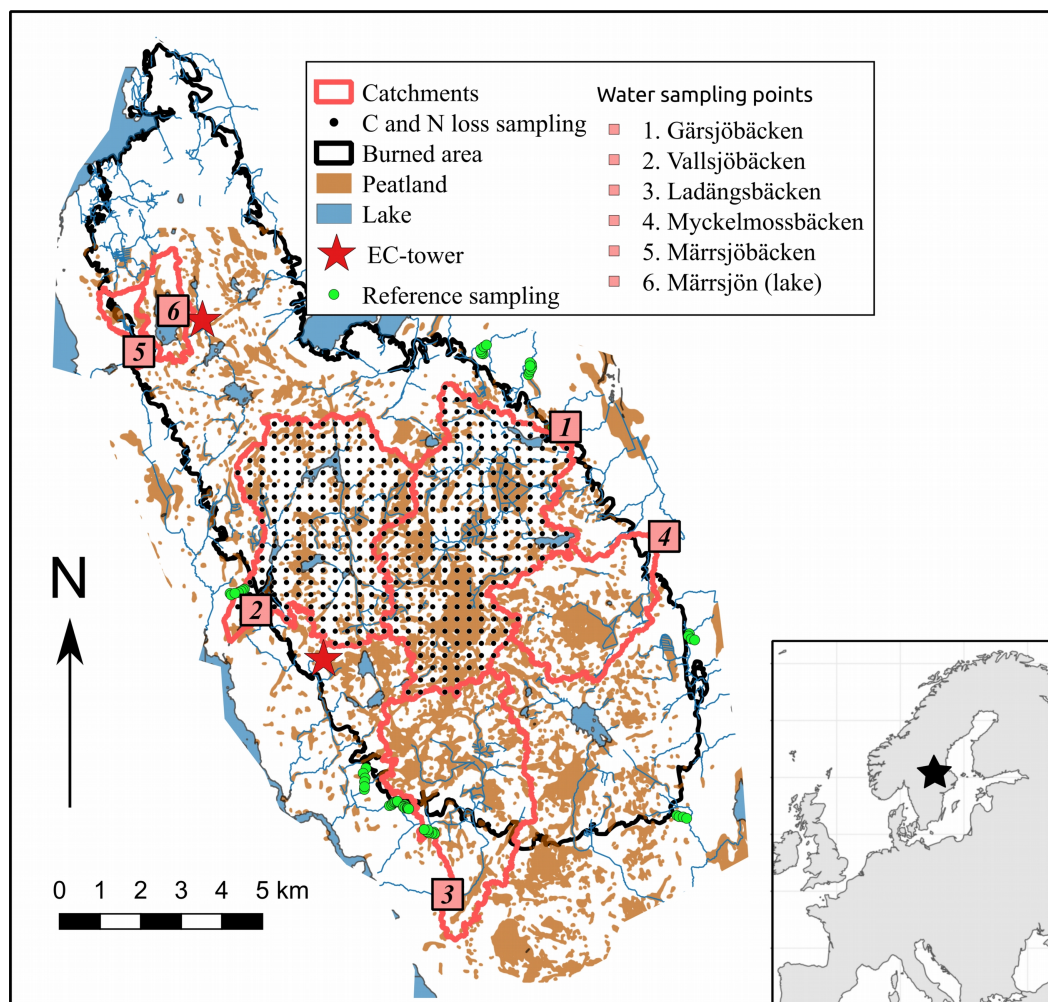 Catchments
C and N loss sampling
Burned area
Peatland
Lake
EC-tower
Reference sampling
Water sampling points
1. Gärsjöbäcken
2. Vallsjöbäcken
3. Ladängsbäcken
4. Myckelmossbäcken
5. Märrsjöbäcken
6. Märrsjön (lake)
6
5
1
4
2
3
N
0 1 2 3 4 5 km